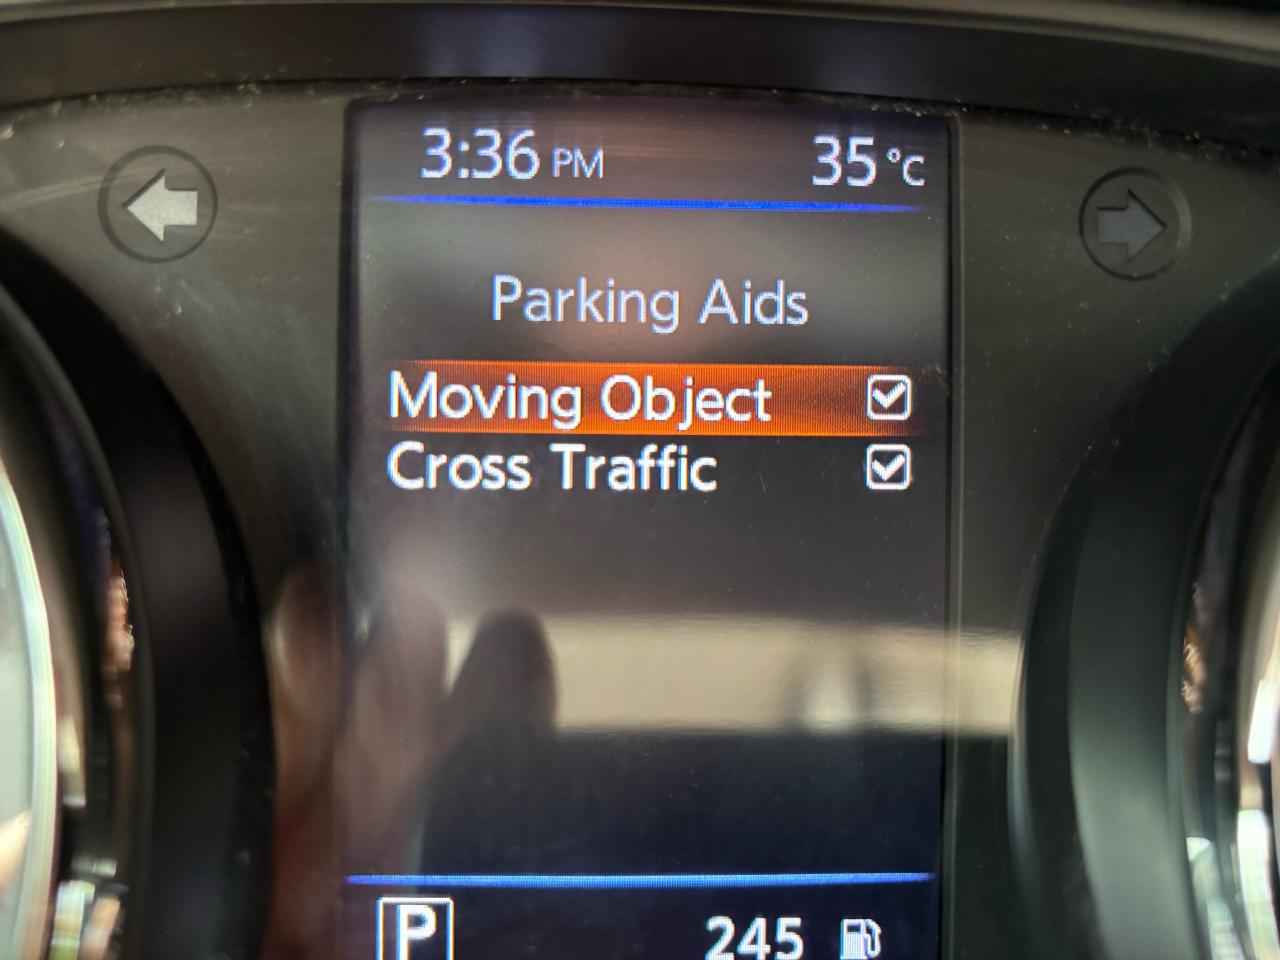 3:36 PM 35 °C
Parking Aids
Moving Object
Cross Traffic
P 245